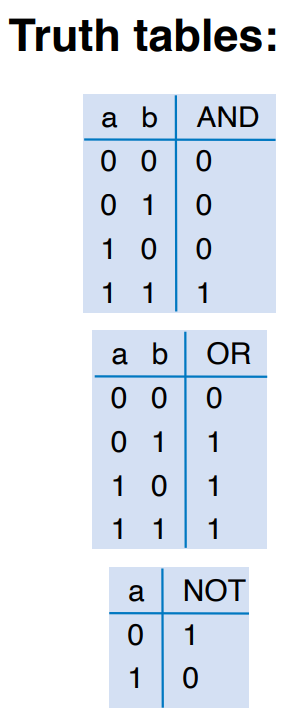 Truth tables:
a b AND
0 0 0
0 1 0
1 0 0
1 1 1
a b OR
0 0 0
0 1 1
1 0 1
1 1 1
a NOT
0 1
1 0